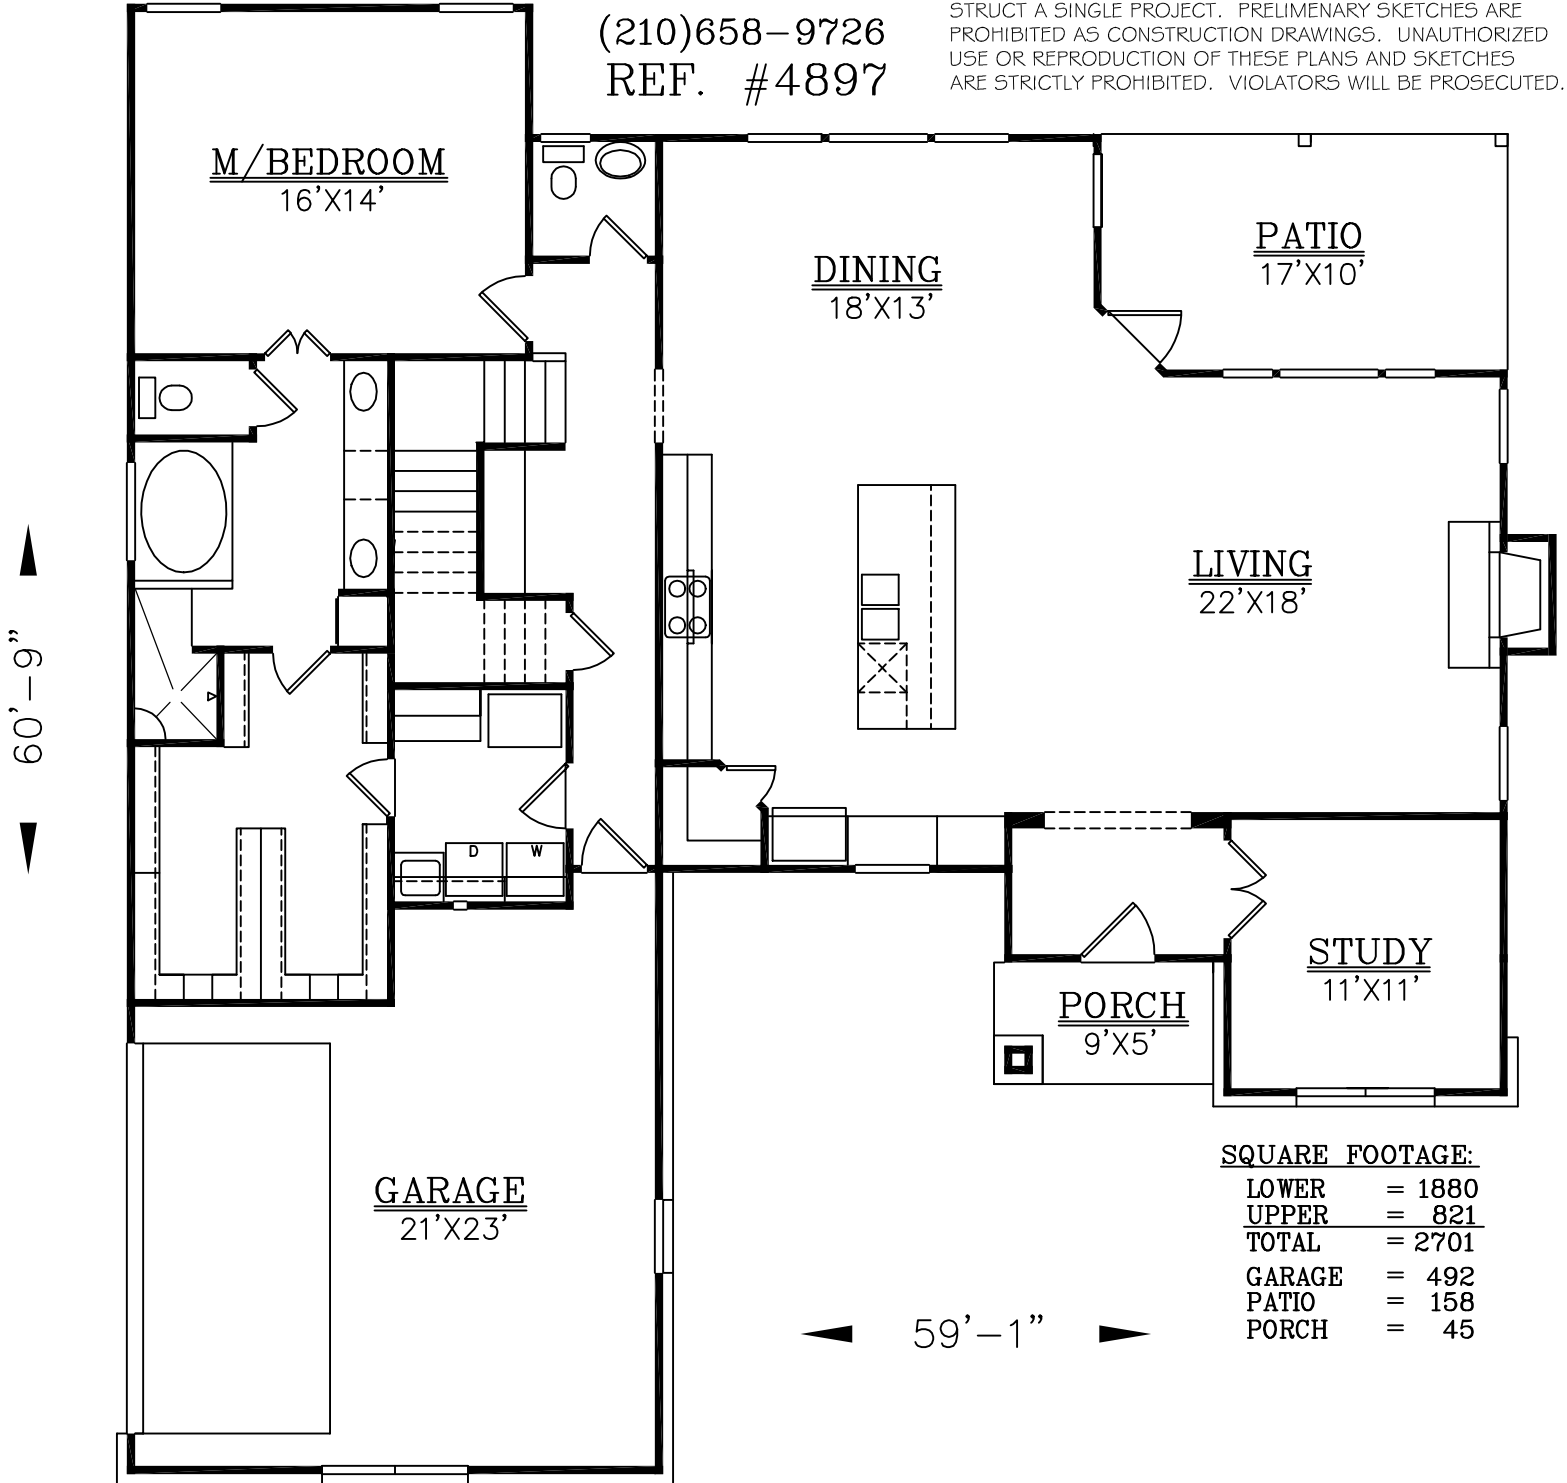 (210)658-9726
REF. #4897
STRUCT A SINGLE PROJECT. PRELIMENARY SKETCHES ARE
PROHIBITED AS CONSTRUCTION DRAWINGS. UNAUTHORIZED
USE OR REPRODUCTION OF THESE PLANS AND SKETCHES
ARE STRICTLY PROHIBITED. VIOLATORS WILL BE PROSECUTED.
M/BEDROOM
16'X14'
DINING
18'X13'
PATIO
17'X10'
LIVING
22'X18'
60'-9"
D
W
STUDY
11'X11'
PORCH
9'X5'
GARAGE
21'X23'
59'-1"
SQUARE FOOTAGE:
LOWER = 1880
UPPER = 821
TOTAL = 2701
GARAGE = 492
PATIO = 158
PORCH = 45